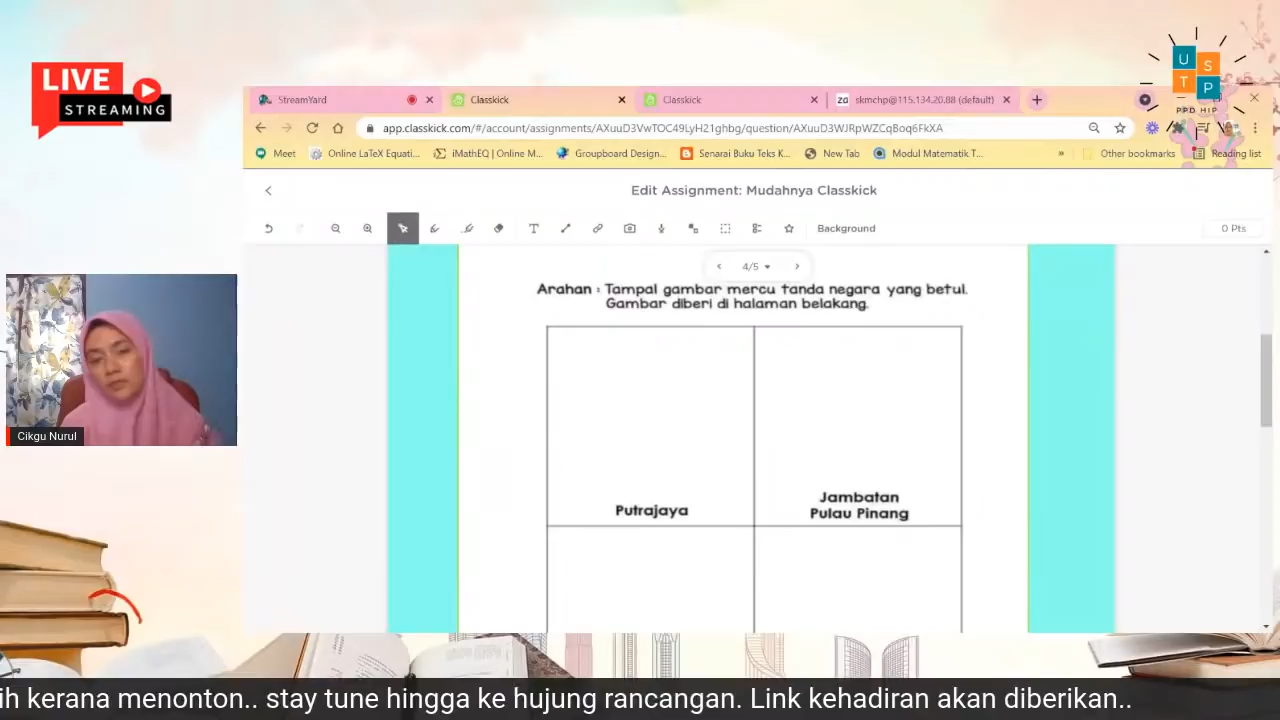 LIVE
STREAMING
U
S
T
P
PPD HIP
StreamYard
Classkick
Classkick
skmchp@115.134.20.88 (default)
app.classkick.com/#/account/assignments/AXuuD3VwTOC49LyH21ghbg/question/AXuuD3WJRpWZCqBoq6FkXA
Meet
Online LaTeX Equati...
iMathEQ | Online M...
Groupboard Design...
Senarai Buku Teks K...
New Tab
Modul Matematik T...
»
Other bookmarks
Reading list
Edit Assignment: Mudahnya Classkick
Background
0 Pts
4/5
Arahan : Tampal gambar mercu tanda negara yang betul.
Gambar diberi di halaman belakang.
Putrajaya
Jambatan
Pulau Pinang
Cikgu Nurul
ih kerana menonton.. stay tune hingga ke hujung rancangan. Link kehadiran akan diberikan..